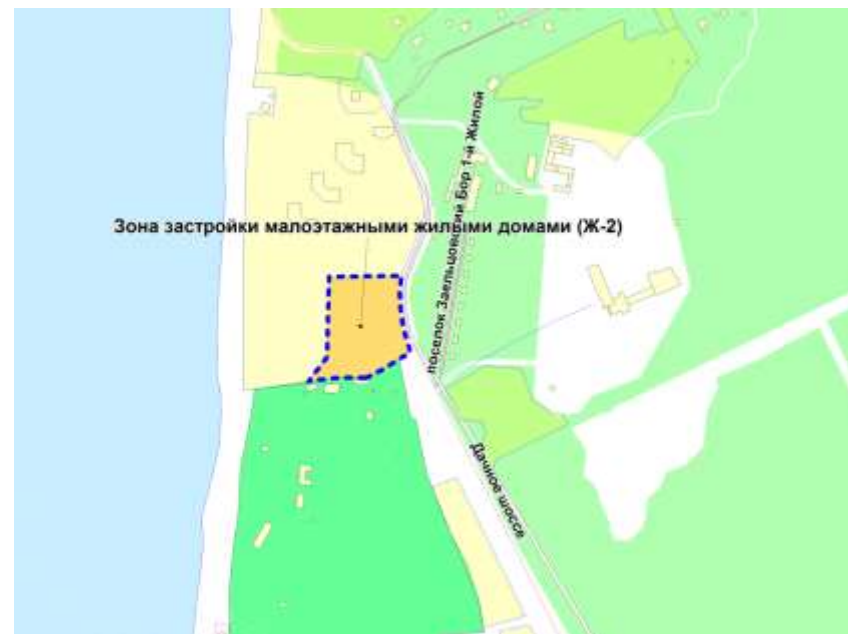 поселок Заельцовский Бор 1-й Жилой
Зона застройки малоэтажными жилыми домами (Ж-2)
Дачное шоссе